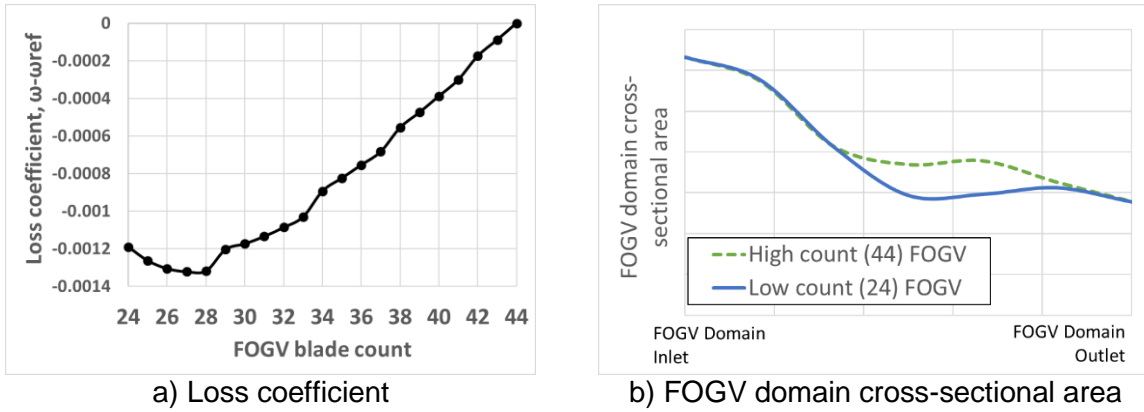 0
-0.0002
-0.0004
-0.0006
-0.0008
-0.001
-0.0012
-0.0014
Loss coefficient, ω-ωref
24 26 28 30 32 34 36 38 40 42 44
FOGV blade count
a) Loss coefficient
FOGV domain cross-
sectional area
High count (44) FOGV
Low count (24) FOGV
FOGV Domain
Inlet
FOGV Domain
Outlet
b) FOGV domain cross-sectional area